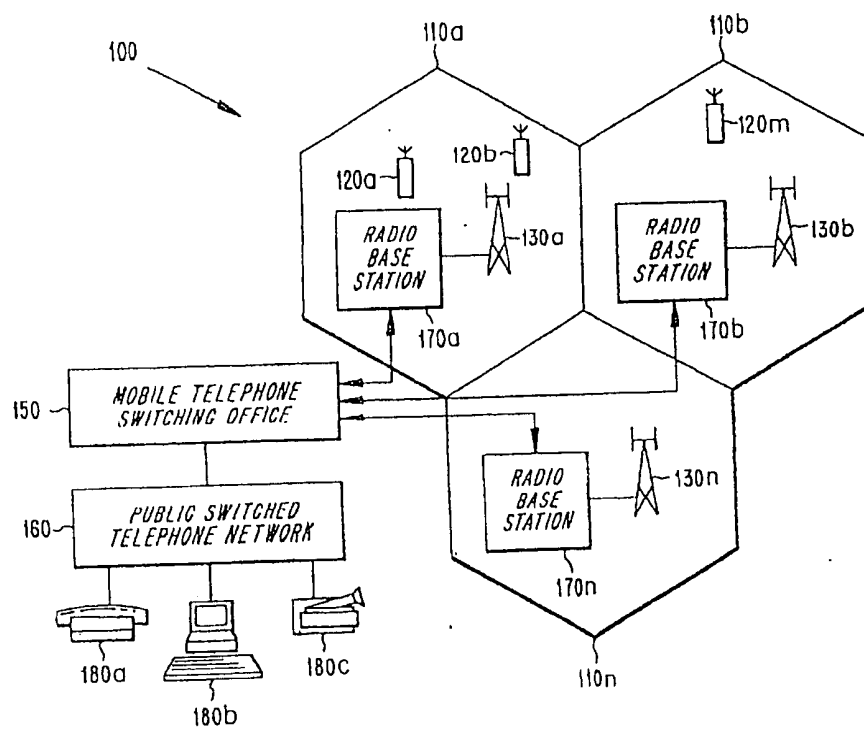 100
110a
110b
120a
120b
120m
RADIO
BASE
STATION
130a
170a
RADIO
BASE
STATION
130b
170b
150
MOBILE TELEPHONE
SWITCHING OFFICE
160
PUBLIC SWITCHED
TELEPHONE NETWORK
RADIO
BASE
STATION
130n
170n
180a
180b
180c
110n